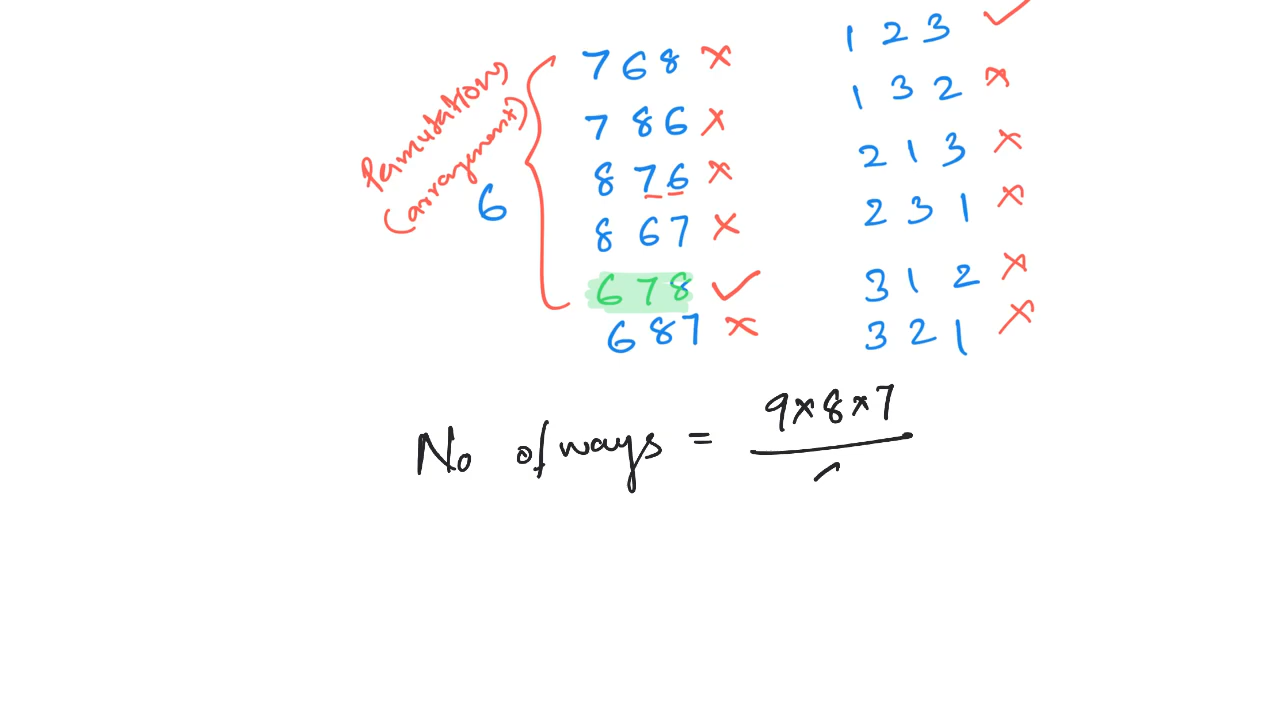 Permutations
(arrangement)
6
7 6 8 ×
7 8 6 ×
8 7 6 ×
8 6 7 ×
6 7 8 ✓
6 8 7 ×
1 2 3 ✓
1 3 2 ×
2 1 3 ×
2 3 1 ×
3 1 2 ×
3 2 1 ×
No of ways = 9×8×7